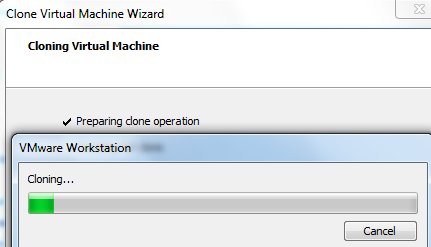 Clone Virtual Machine Wizard
Cloning Virtual Machine
Preparing clone operation
VMware Workstation
Cloning...
Cancel